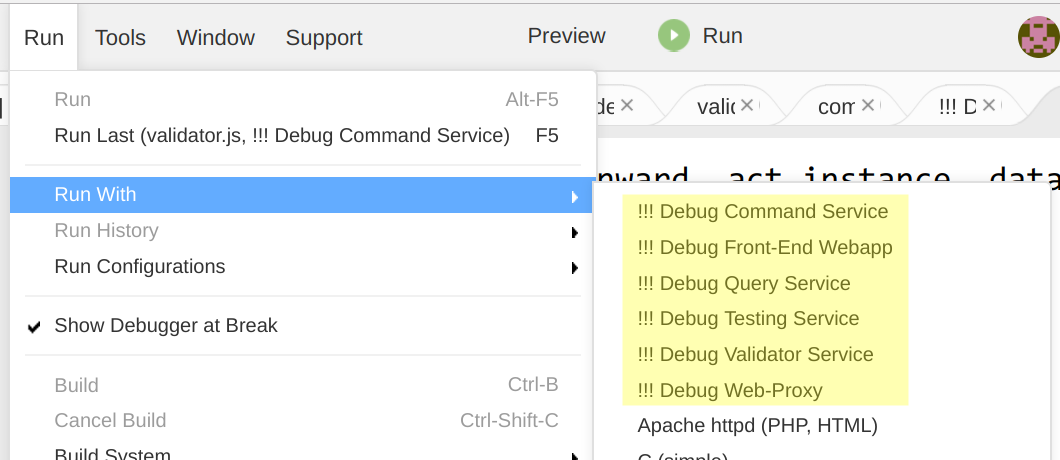 Run Tools Window Support Preview Run
Run Alt-F5
Run Last (validator.js, !!! Debug Command Service) F5
Run With
Run History
Run Configurations
Show Debugger at Break
Build Ctrl-B
Cancel Build Ctrl-Shift-C
Build System
de valid com !!! D
nward, act instance, data
!!! Debug Command Service
!!! Debug Front-End Webapp
!!! Debug Query Service
!!! Debug Testing Service
!!! Debug Validator Service
!!! Debug Web-Proxy
Apache httpd (PHP, HTML)
C (simple)